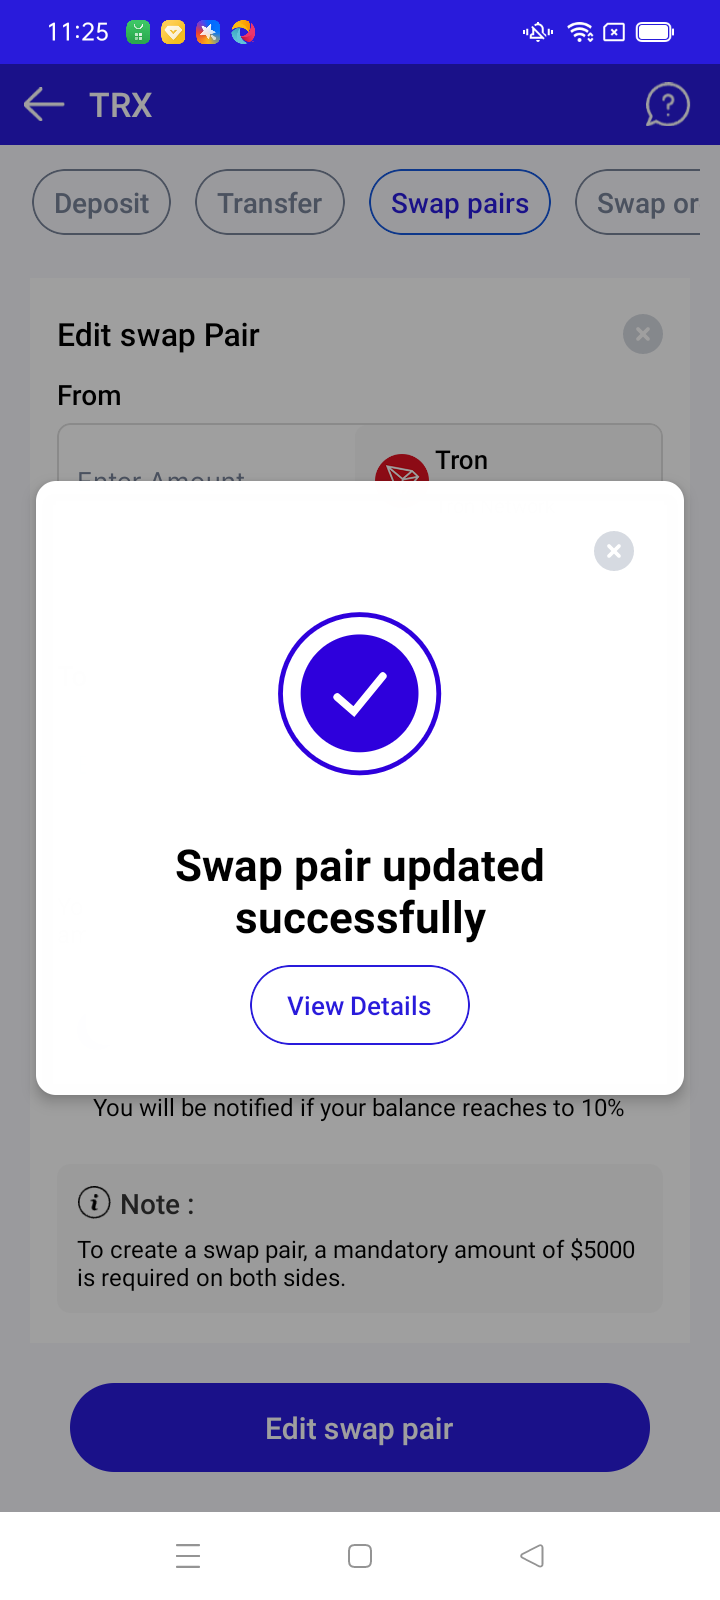 11:25
TRX
Deposit
Transfer
Swap pairs
Swap or
Edit swap Pair
From
Enter Amount
Tron
Swap pair updated
successfully
View Details
You will be notified if your balance reaches to 10%
Note :
To create a swap pair, a mandatory amount of $5000
is required on both sides.
Edit swap pair